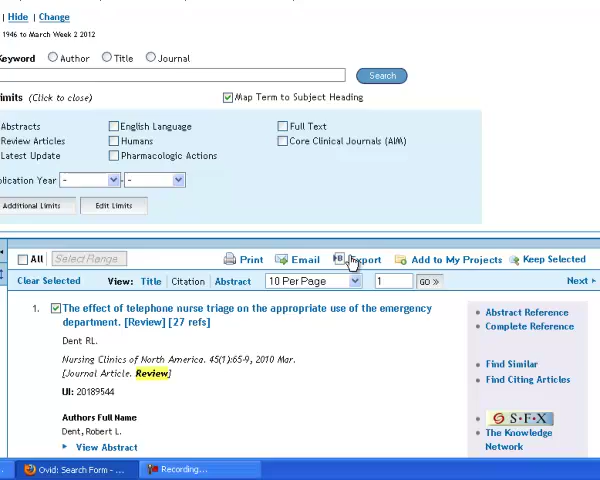 | Hide | Change
1946 to March Week 2 2012
Keyword Author Title Journal
Search
imits (Click to close) Map Term to Subject Heading
Abstracts English Language Full Text
Review Articles Humans Core Clinical Journals (AIM)
Latest Update Pharmacologic Actions
lication Year - - -
Additional Limits Edit Limits
All Select Range Print Email Export Add to My Projects Keep Selected
Clear Selected View: Title | Citation | Abstract 10 Per Page 1 GO » Next ▸
1. The effect of telephone nurse triage on the appropriate use of the emergency
department. [Review] [27 refs]
Dent RL.
Nursing Clinics of North America. 45(1):65-9, 2010 Mar.
[Journal Article. Review]
UI: 20189544
Authors Full Name
Dent, Robert L.
▸ View Abstract
• Abstract Reference
• Complete Reference
• Find Similar
• Find Citing Articles
• S·F·X
• The Knowledge
Network
Ovid: Search Form - ... Recording...